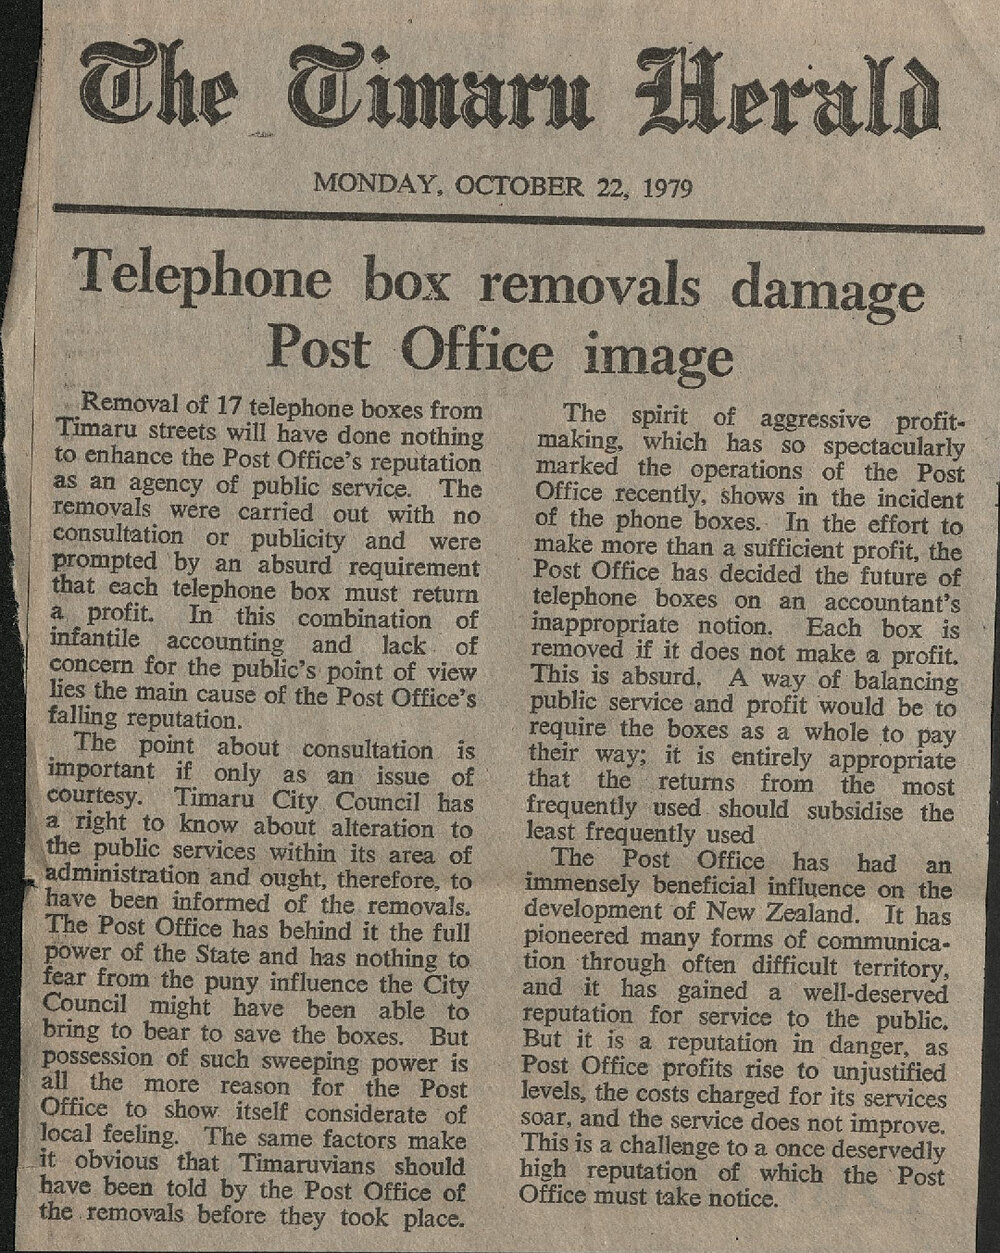 The Timaru Herald
MONDAY, OCTOBER 22, 1979
Telephone box removals damage
Post Office image
Removal of 17 telephone boxes from
Timaru streets will have done nothing
to enhance the Post Office's reputation
as an agency of public service. The
removals were carried out with no
consultation or publicity and were
prompted by an absurd requirement
that each telephone box must return
a profit. In this combination of
infantile accounting and lack of
concern for the public's point of view
lies the main cause of the Post Office's
falling reputation.
The point about consultation is
important if only as an issue of
courtesy. Timaru City Council has
a right to know about alteration to
the public services within its area of
administration and ought, therefore, to
have been informed of the removals.
The Post Office has behind it the full
power of the State and has nothing to
fear from the puny influence the City
Council might have been able to
bring to bear to save the boxes. But
possession of such sweeping power is
all the more reason for the Post
Office to show itself considerate of
local feeling. The same factors make
it obvious that Timaruvians should
have been told by the Post Office of
the removals before they took place.
The spirit of aggressive profit-
making, which has so spectacularly
marked the operations of the Post
Office recently, shows in the incident
of the phone boxes. In the effort to
make more than a sufficient profit, the
Post Office has decided the future of
telephone boxes on an accountant's
inappropriate notion. Each box is
removed if it does not make a profit.
This is absurd. A way of balancing
public service and profit would be to
require the boxes as a whole to pay
their way; it is entirely appropriate
that the returns from the most
frequently used should subsidise the
least frequently used
The Post Office has had an
immensely beneficial influence on the
development of New Zealand. It has
pioneered many forms of communica-
tion through often difficult territory,
and it has gained a well-deserved
reputation for service to the public.
But it is a reputation in danger, as
Post Office profits rise to unjustified
levels, the costs charged for its services
soar, and the service does not improve.
This is a challenge to a once deservedly
high reputation of which the Post
Office must take notice.